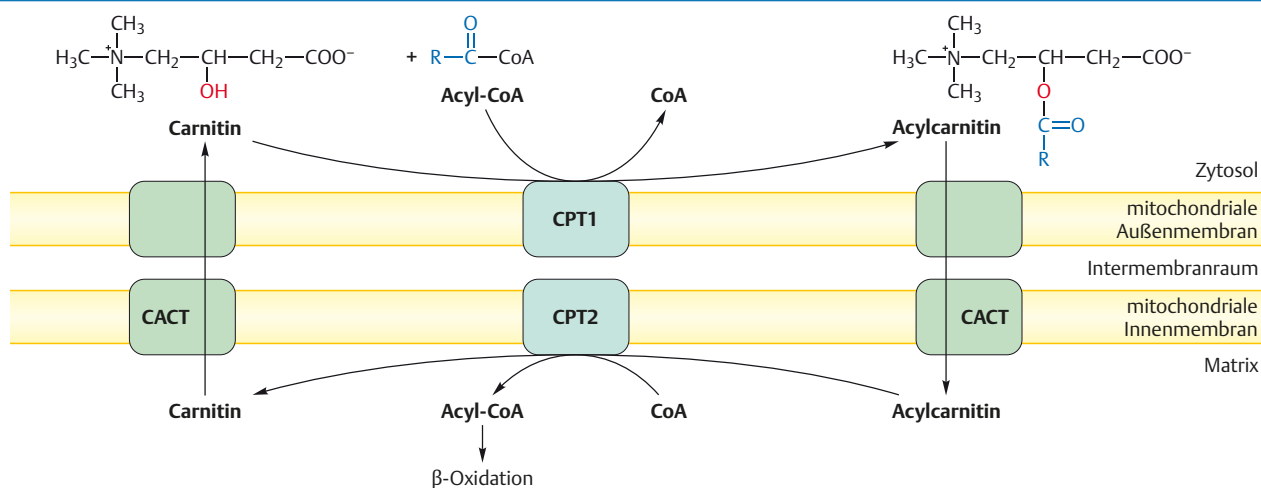 CH₃ O CH₃
H₃C—N⁺—CH₂—CH—CH₂—COO⁻ + R—C—CoA H₃C—N⁺—CH₂—CH—CH₂—COO⁻
CH₃ OH Acyl-CoA CoA CH₃ O
Carnitin Acylcarnitin C=O
R
Zytosol
CPT1 mitochondriale
Außenmembran
Intermembranraum
CACT CPT2 CACT mitochondriale
Innenmembran
Matrix
Carnitin Acyl-CoA CoA Acylcarnitin
β-Oxidation